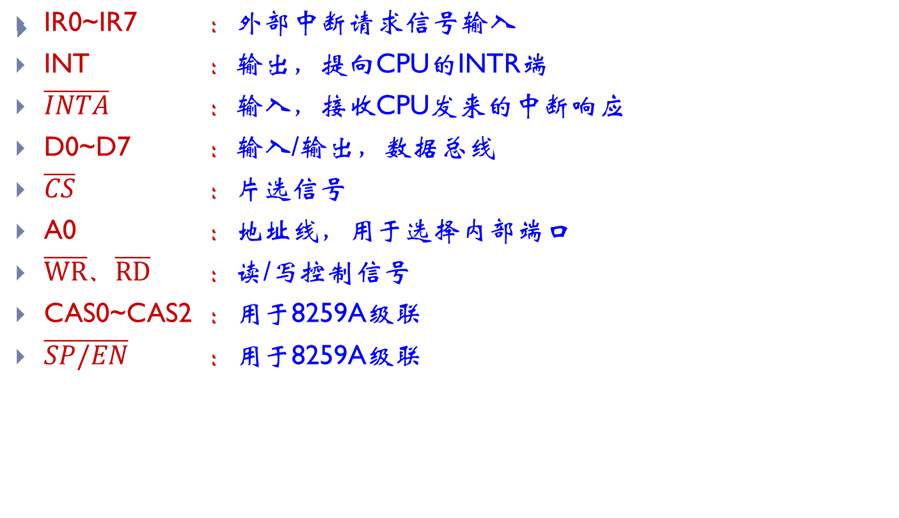 IR0~IR7 : 外部中断请求信号输入
INT : 输出，提向CPU的INTR端
$\overline{INTA}$ : 输入，接收CPU发来的中断响应
D0~D7 : 输入/输出，数据总线
$\overline{CS}$ : 片选信号
A0 : 地址线，用于选择内部端口
$\overline{WR}$、$\overline{RD}$ : 读/写控制信号
CAS0~CAS2 : 用于8259A级联
$\overline{SP/EN}$ : 用于8259A级联